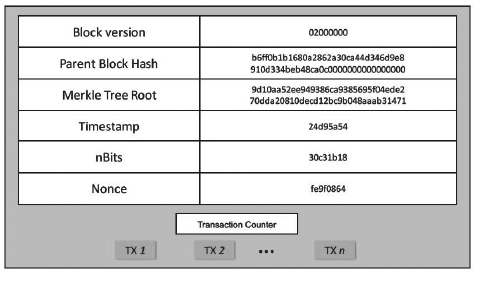 Block version 02000000
Parent Block Hash b6ff0b1b1680a2862a30ca44d346d9e8
910d334beb48ca0c0000000000000000
Merkle Tree Root 9d10aa52ee949386ca9385695f04ede2
70dda20810decd12bc9b048aaab31471
Timestamp 24d95a54
nBits 30c31b18
Nonce fe9f0864
Transaction Counter
TX 1 TX 2 ••• TX n